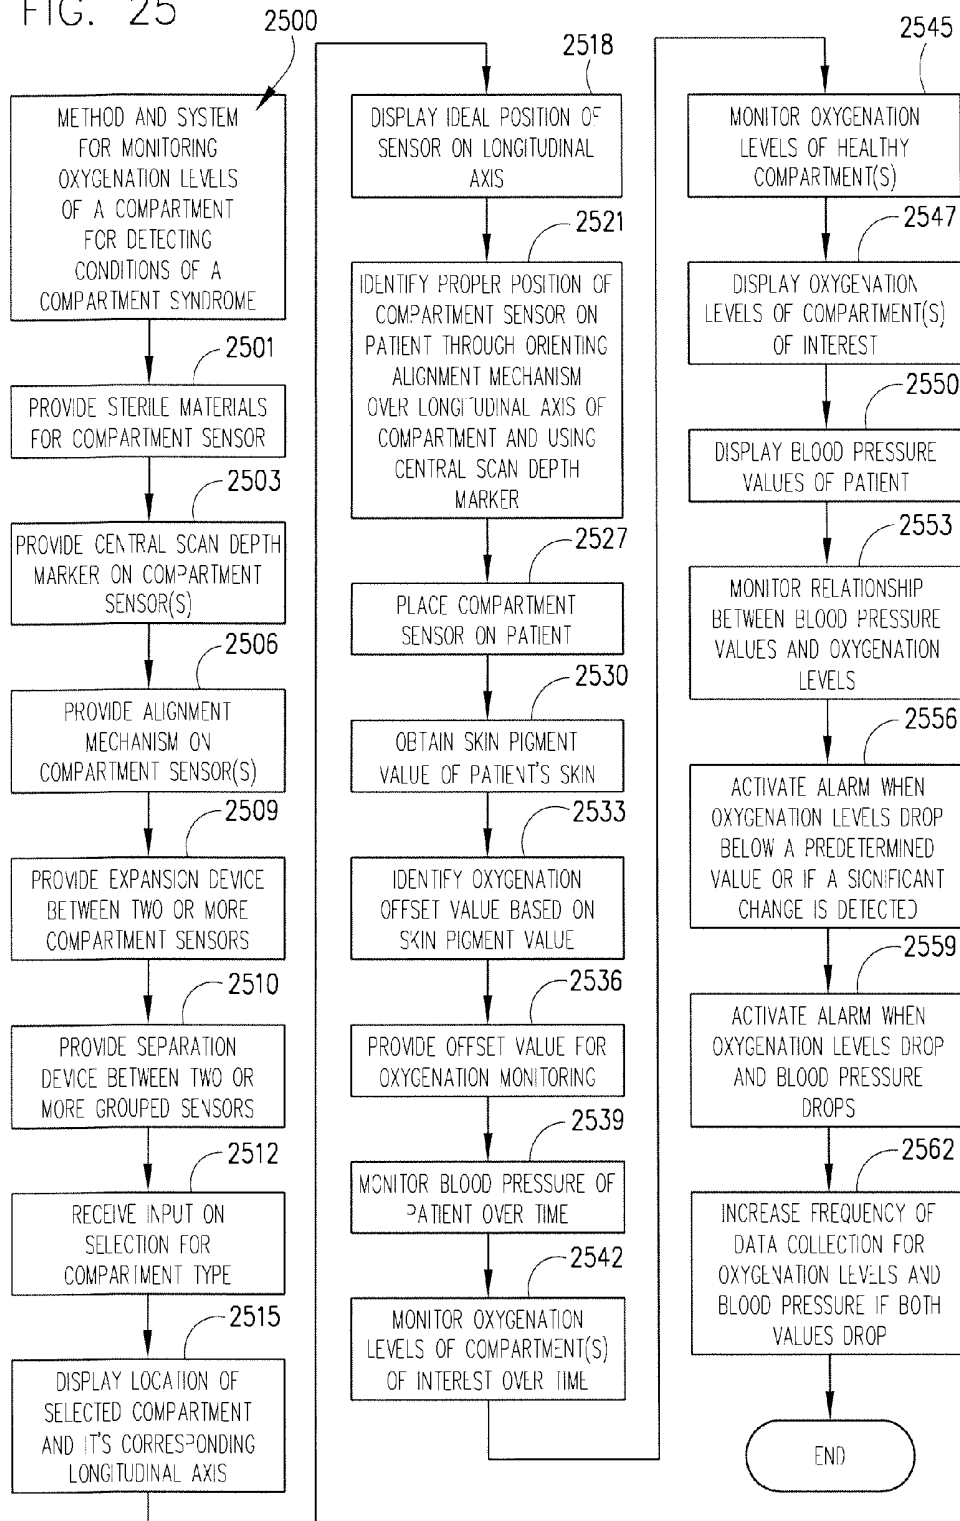 FIG. 25
2500
METHOD AND SYSTEM
FOR MONITORING
OXYGENATION LEVELS
OF A COMPARTMENT
FOR DETECTING
CONDITIONS OF A
COMPARTMENT SYNDROME
2501
PROVIDE STERILE MATERIALS
FOR COMPARTMENT SENSOR
2503
PROVIDE CENTRAL SCAN DEPTH
MARKER ON COMPARTMENT
SENSOR(S)
2506
PROVIDE ALIGNMENT
MECHANISM ON
COMPARTMENT SENSOR(S)
2509
PROVIDE EXPANSION DEVICE
BETWEEN TWO OR MORE
COMPARTMENT SENSORS
2510
PROVIDE SEPARATION
DEVICE BETWEEN TWO OR
MORE GROUPED SENSORS
2512
RECEIVE INPUT ON
SELECTION FOR
COMPARTMENT TYPE
2515
DISPLAY LOCATION OF
SELECTED COMPARTMENT
AND IT'S CORRESPONDING
LONGITUDINAL AXIS
2518
DISPLAY IDEAL POSITION OF
SENSOR ON LONGITUDINAL
AXIS
2521
IDENTIFY PROPER POSITION OF
COMPARTMENT SENSOR ON
PATIENT THROUGH ORIENTING
ALIGNMENT MECHANISM
OVER LONGITUDINAL AXIS OF
COMPARTMENT AND USING
CENTRAL SCAN DEPTH
MARKER
2527
PLACE COMPARTMENT
SENSOR ON PATIENT
2530
OBTAIN SKIN PIGMENT
VALUE OF PATIENT'S SKIN
2533
IDENTIFY OXYGENATION
OFFSET VALUE BASED ON
SKIN PIGMENT VALUE
2536
PROVIDE OFFSET VALUE FOR
OXYGENATION MONITORING
2539
MONITOR BLOOD PRESSURE OF
PATIENT OVER TIME
2542
MONITOR OXYGENATION
LEVELS OF COMPARTMENT(S)
OF INTEREST OVER TIME
2545
MONITOR OXYGENATION
LEVELS OF HEALTHY
COMPARTMENT(S)
2547
DISPLAY OXYGENATION
LEVELS OF COMPARTMENT(S)
OF INTEREST
2550
DISPLAY BLOOD PRESSURE
VALUES OF PATIENT
2553
MONITOR RELATIONSHIP
BETWEEN BLOOD PRESSURE
VALUES AND OXYGENATION
LEVELS
2556
ACTIVATE ALARM WHEN
OXYGENATION LEVELS DROP
BELOW A PREDETERMINED
VALUE OR IF A SIGNIFICANT
CHANGE IS DETECTED
2559
ACTIVATE ALARM WHEN
OXYGENATION LEVELS DROP
AND BLOOD PRESSURE
DROPS
2562
INCREASE FREQUENCY OF
DATA COLLECTION FOR
OXYGENATION LEVELS AND
BLOOD PRESSURE IF BOTH
VALUES DROP
END